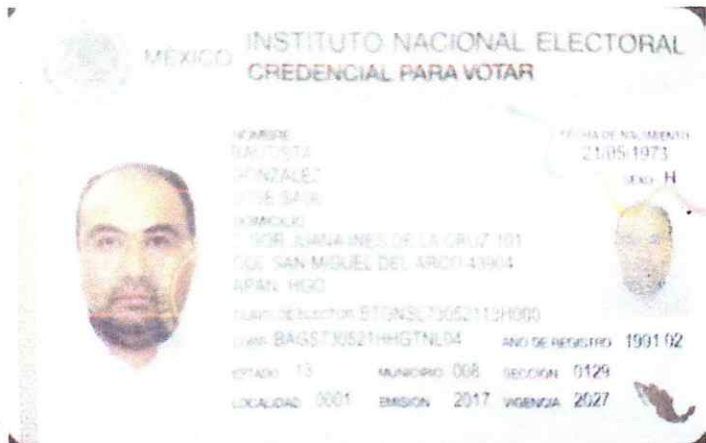 MÉXICO INSTITUTO NACIONAL ELECTORAL
CREDENCIAL PARA VOTAR
NOMBRE
BAUTISTA
GONZALEZ
FECHA DE NACIMIENTO
21/05/1973
SEXO H
DOMICILIO
C SOR JUANA INES DE LA CRUZ 101
COL SAN MIGUEL DEL ARCO 43904
APAN, HGO.
CLAVE DE ELECTOR BTGNSL73052113H000
CURP BAGS730521HHGTNL04 AÑO DE REGISTRO 1991 02
ESTADO 13 MUNICIPIO 008 SECCIÓN 0129
LOCALIDAD 0001 EMISIÓN 2017 VIGENCIA 2027